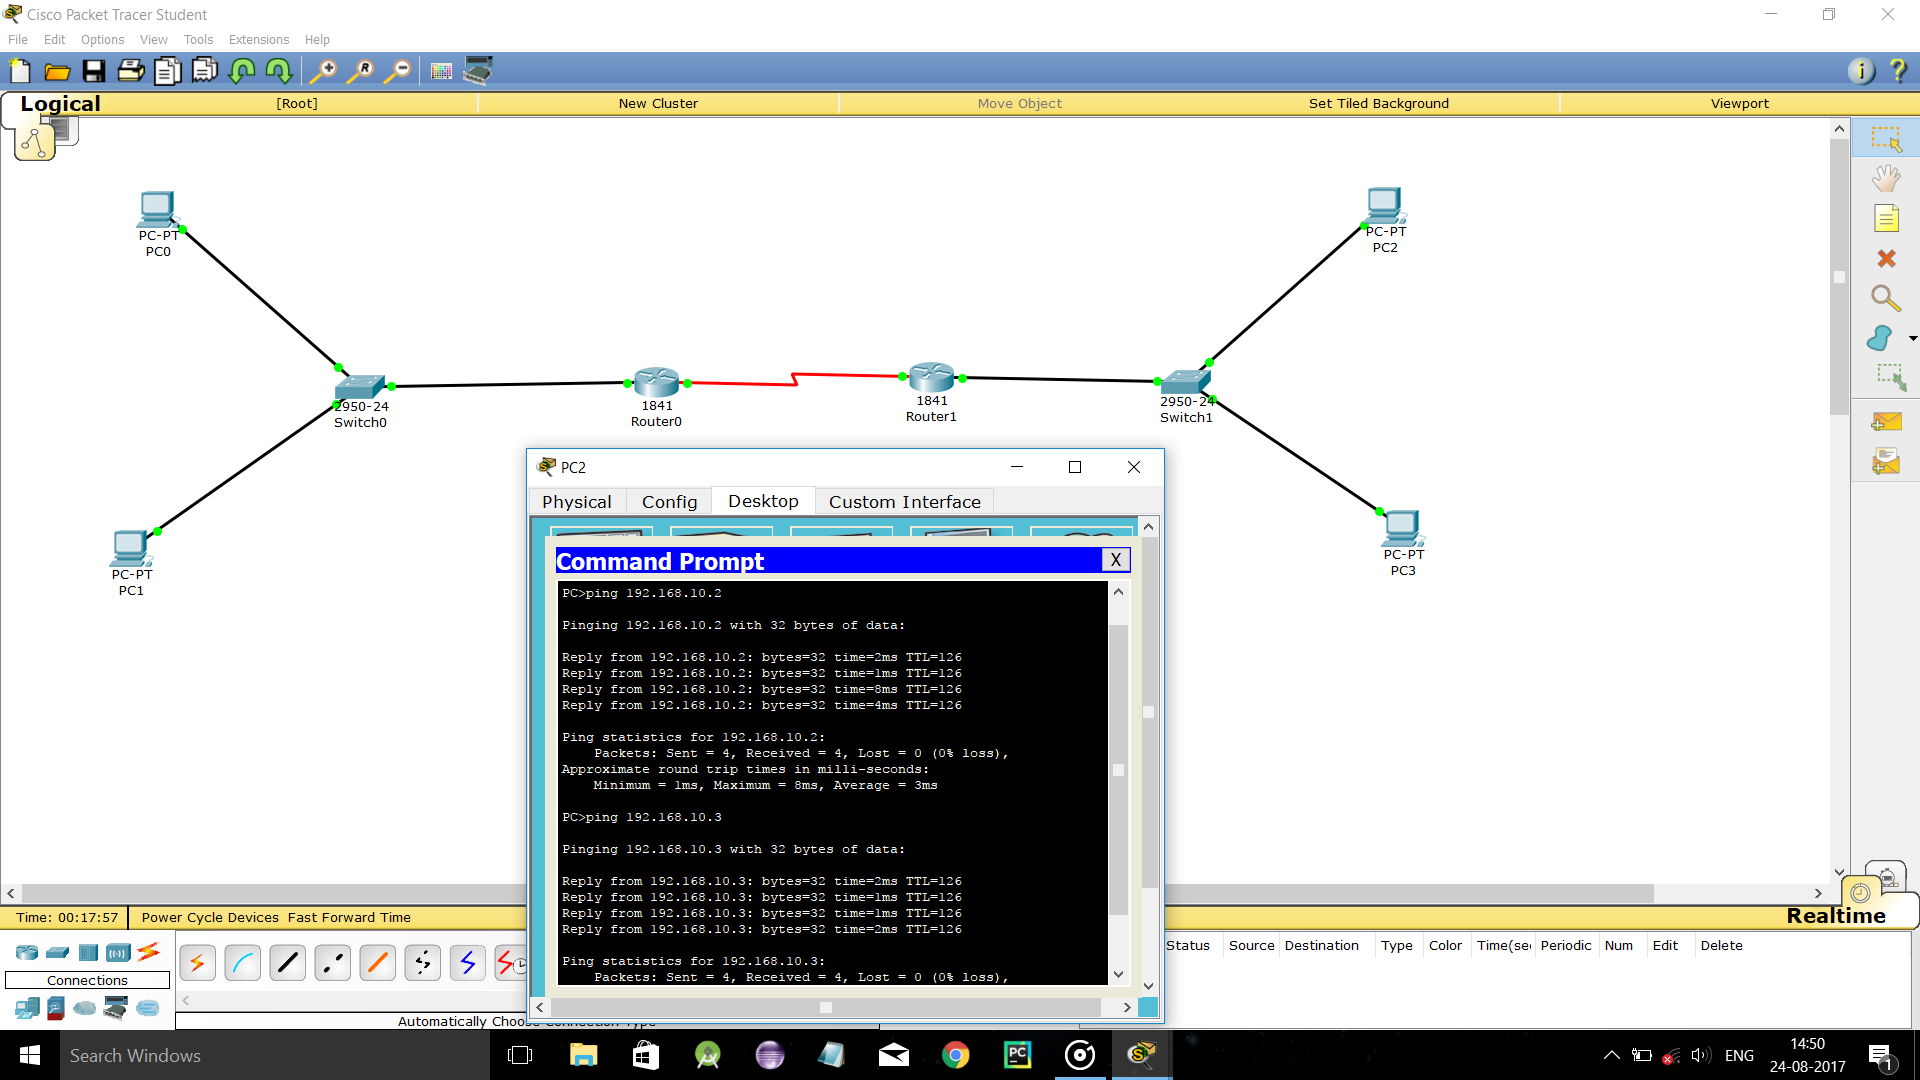 Cisco Packet Tracer Student
File Edit Options View Tools Extensions Help
Logical [Root] New Cluster Move Object Set Tiled Background Viewport
PC-PT
PC0
PC-PT
PC2
2950-24
Switch0
1841
Router0
1841
Router1
2950-24
Switch1
PC-PT
PC1
PC-PT
PC3
PC2
Physical Config Desktop Custom Interface
Command Prompt X
PC>ping 192.168.10.2
Pinging 192.168.10.2 with 32 bytes of data:
Reply from 192.168.10.2: bytes=32 time=2ms TTL=126
Reply from 192.168.10.2: bytes=32 time=1ms TTL=126
Reply from 192.168.10.2: bytes=32 time=8ms TTL=126
Reply from 192.168.10.2: bytes=32 time=4ms TTL=126
Ping statistics for 192.168.10.2:
Packets: Sent = 4, Received = 4, Lost = 0 (0% loss),
Approximate round trip times in milli-seconds:
Minimum = 1ms, Maximum = 8ms, Average = 3ms
PC>ping 192.168.10.3
Pinging 192.168.10.3 with 32 bytes of data:
Reply from 192.168.10.3: bytes=32 time=2ms TTL=126
Reply from 192.168.10.3: bytes=32 time=1ms TTL=126
Reply from 192.168.10.3: bytes=32 time=1ms TTL=126
Reply from 192.168.10.3: bytes=32 time=2ms TTL=126
Ping statistics for 192.168.10.3:
Packets: Sent = 4, Received = 4, Lost = 0 (0% loss),
Time: 00:17:57 Power Cycle Devices Fast Forward Time
Realtime
Status Source Destination Type Color Time(se Periodic Num Edit Delete
Connections
Automatically Choose Connection Type
Search Windows
ENG
14:50
24-08-2017
1